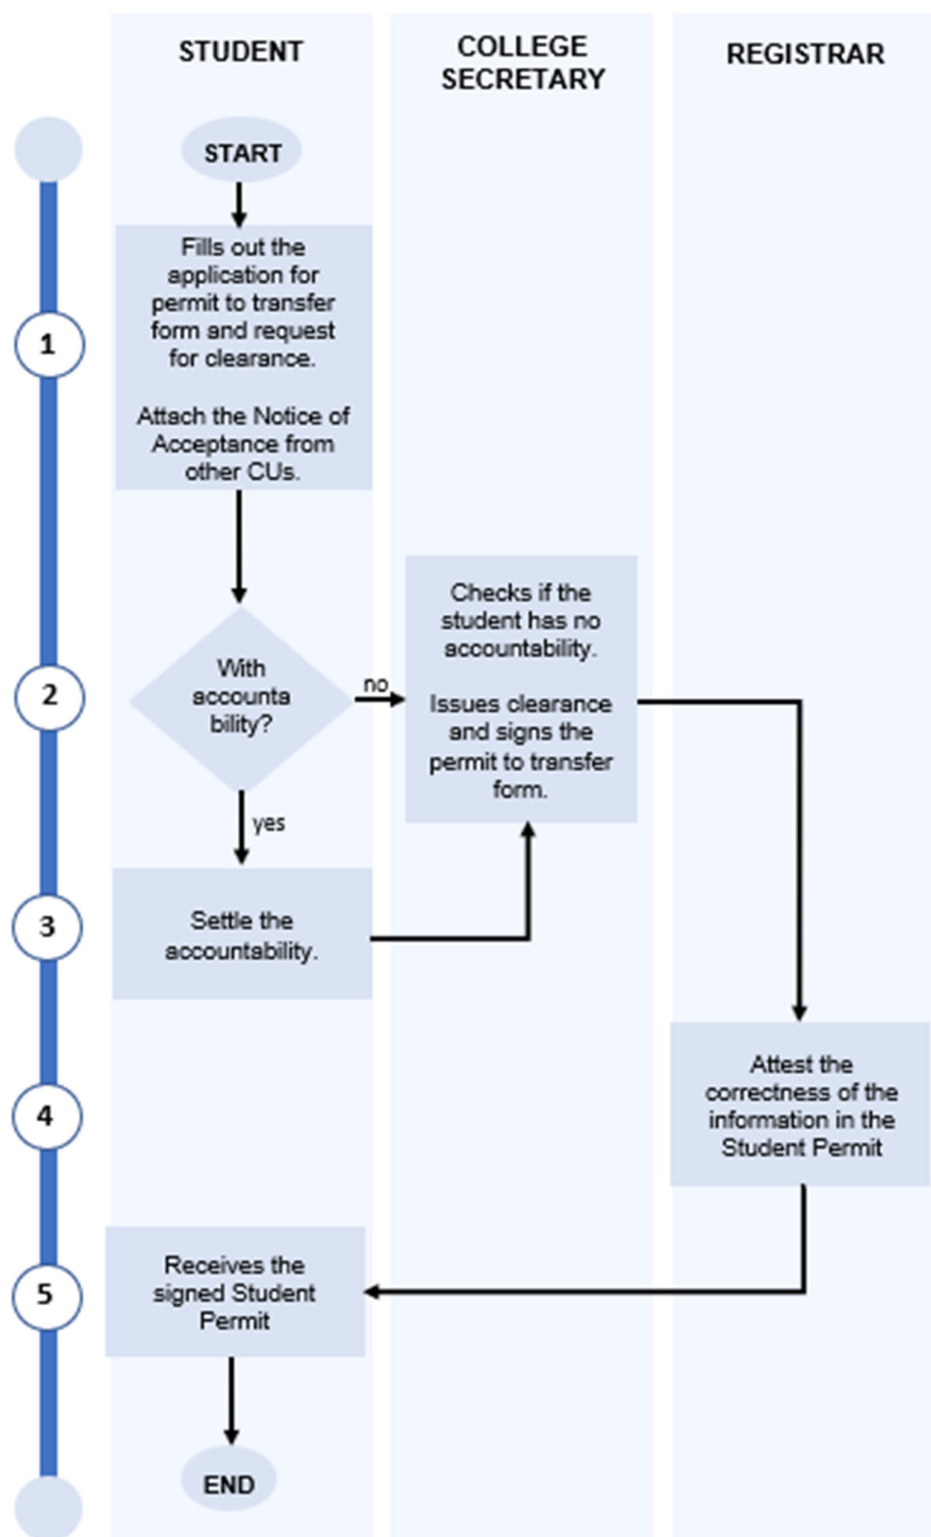 STUDENT
COLLEGE
SECRETARY
REGISTRAR
START
Fills out the
application for
permit to transfer
form and request
for clearance.
Attach the Notice of
Acceptance from
other CUs.
1
With
accounta
bility?
no
yes
Checks if the
student has no
accountability.
Issues clearance
and signs the
permit to transfer
form.
2
Settle the
accountability.
3
Attest the
correctness of the
information in the
Student Permit
4
Receives the
signed Student
Permit
5
END